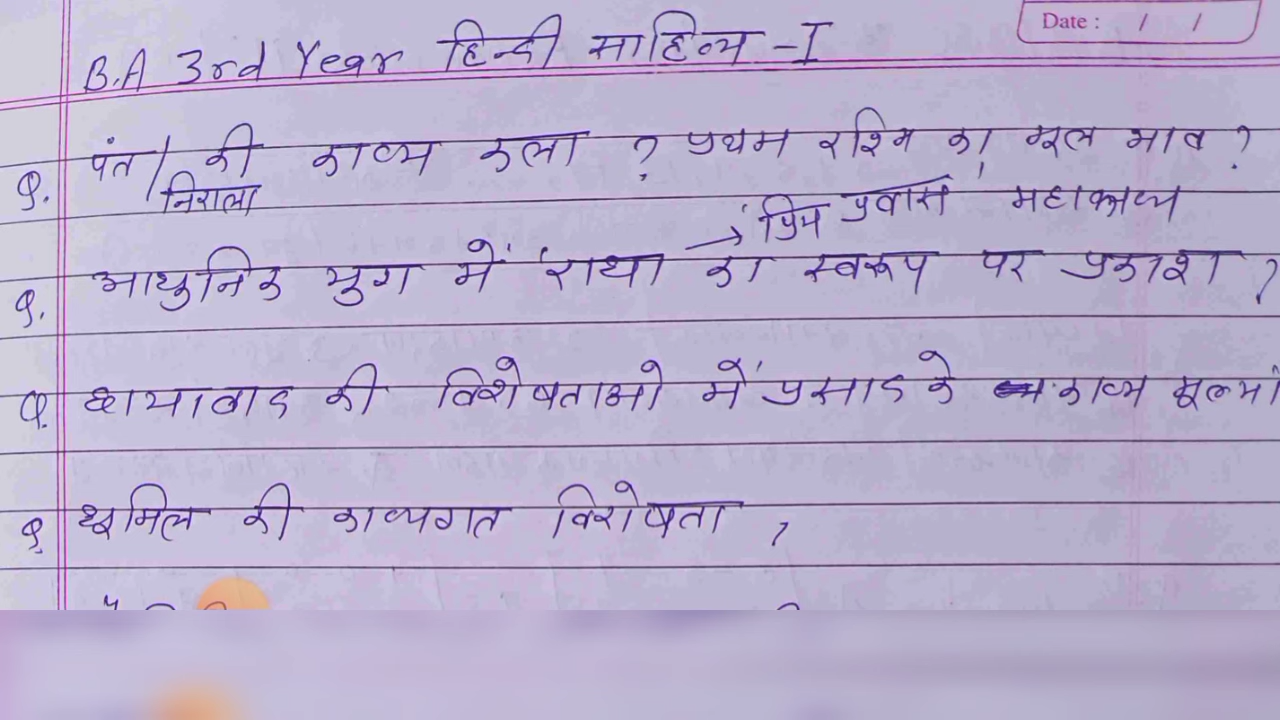 Date : / /
B.A 3rd Year हिन्दी साहित्य -I
Q. पंत/ की काव्य कला ? प्रथम रश्मि का मूल भाव ?
निराला
→ प्रिय प्रवास महाकाव्य
Q. आधुनिक युग में राधा का स्वरूप पर प्रकाश ?
Q. छायावाद की विशेषताओ में प्रसाद के काव्य मूल्यां
Q धूमिल की काव्यगत विशेषता ,